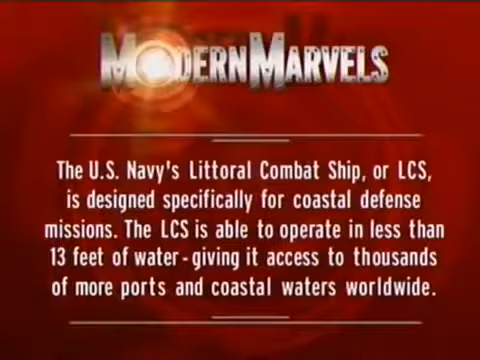 MODERN MARVELS
The U.S. Navy's Littoral Combat Ship, or LCS,
is designed specifically for coastal defense
missions. The LCS is able to operate in less than
13 feet of water-giving it access to thousands
of more ports and coastal waters worldwide.